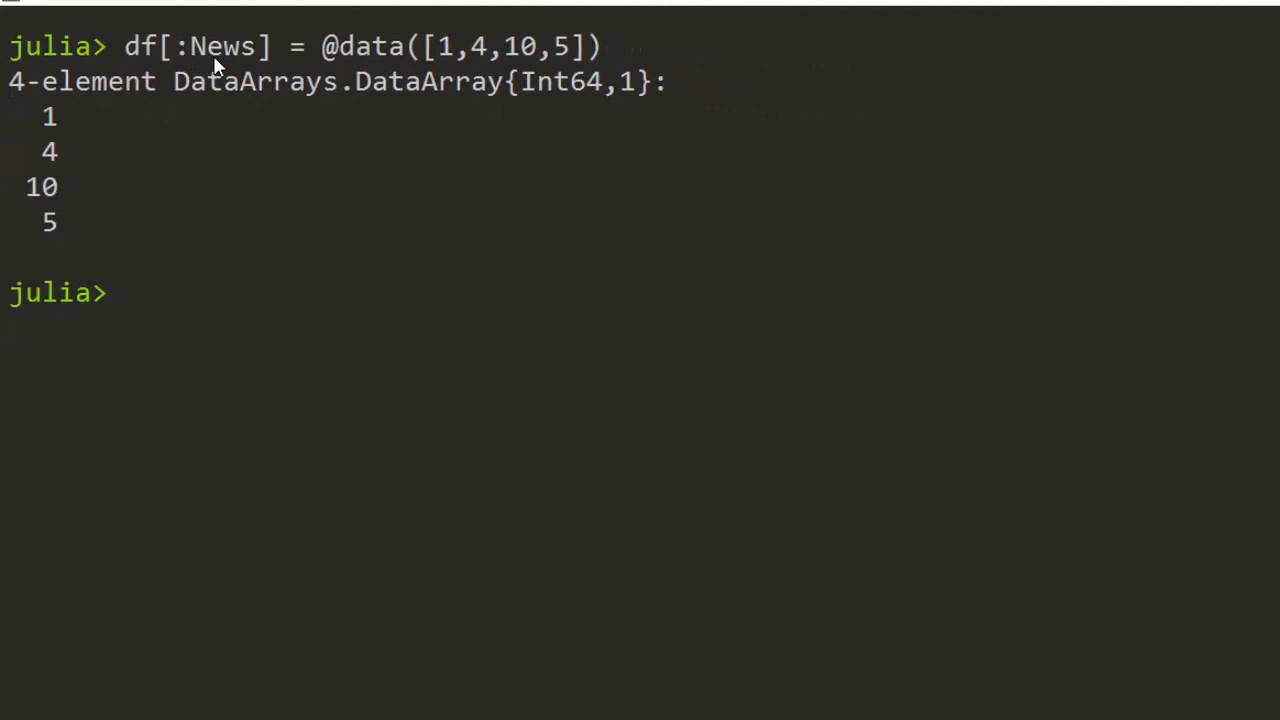 julia> df[:News] = @data([1,4,10,5])
4-element DataArrays.DataArray{Int64,1}:
1
4
10
5
julia>